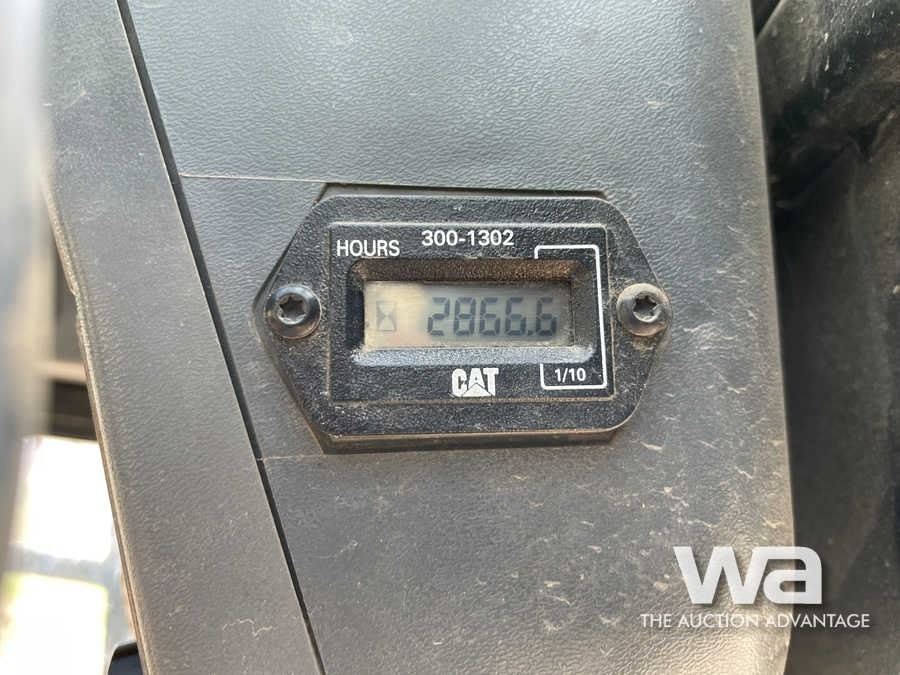 300-1302
HOURS
2866.6
CAT
1/10
wa
THE AUCTION ADVANTAGE